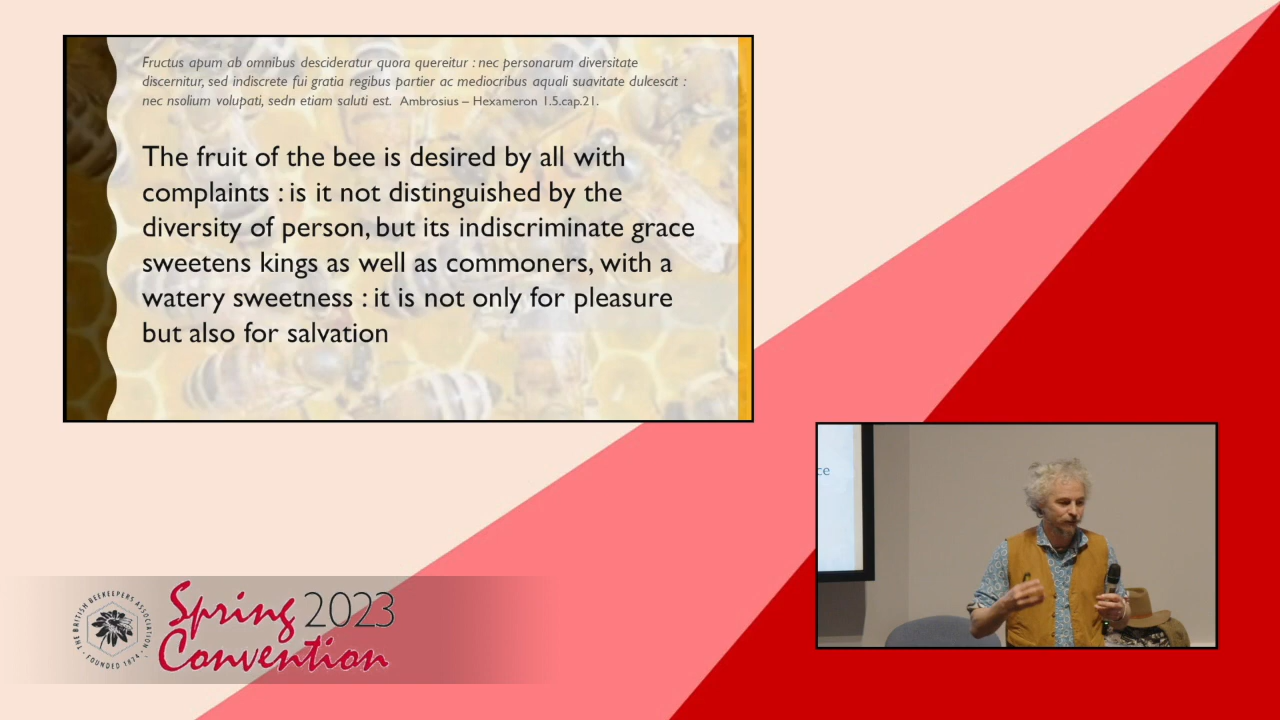 Fructus apum ab omnibus descideratur quora quereitur : nec personarum diversitate
discernitur, sed indiscrete fui gratia regibus partier ac mediocribus aquali suavitate dulcescit :
nec nsolium volupati, sedn etiam saluti est. Ambrosius – Hexameron 1.5.cap.21.
The fruit of the bee is desired by all with
complaints : is it not distinguished by the
diversity of person, but its indiscriminate grace
sweetens kings as well as commoners, with a
watery sweetness : it is not only for pleasure
but also for salvation
ce
THE BRITISH BEEKEEPERS ASSOCIATION
· FOUNDED 1874 ·
Spring 2023
Convention